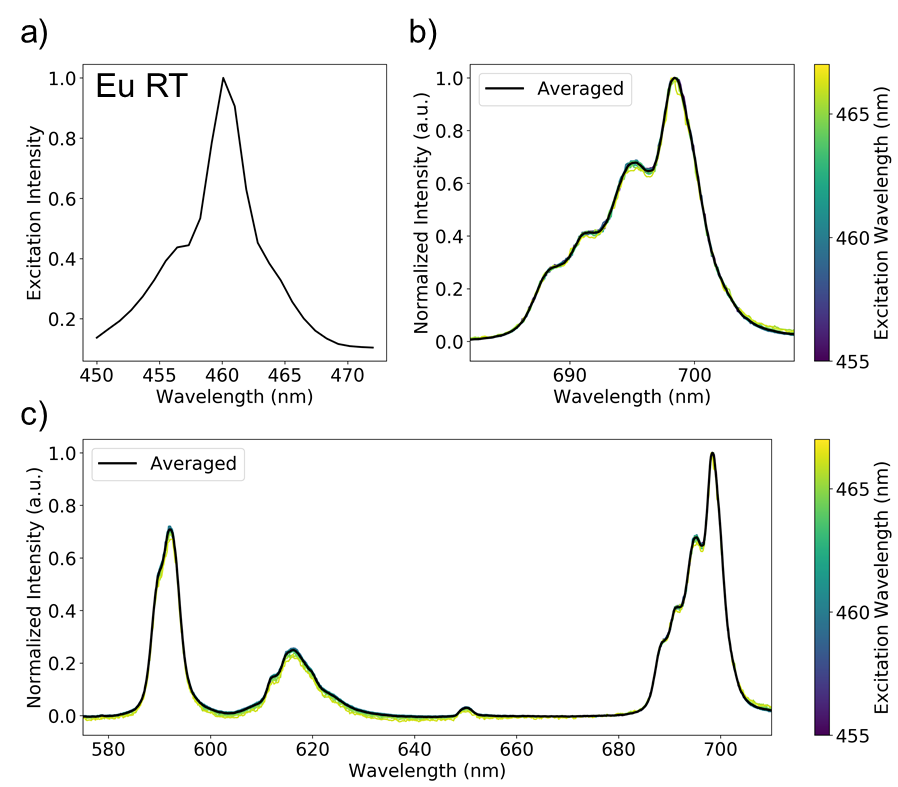 a)
Eu RT
Excitation Intensity
1.0
0.8
0.6
0.4
0.2
450 455 460 465 470
Wavelength (nm)
b)
Averaged
Normalized Intensity (a.u.)
1.0
0.8
0.6
0.4
0.2
0.0
690 700
Wavelength (nm)
465
460
455
Excitation Wavelength (nm)
c)
Averaged
Normalized Intensity (a.u.)
1.0
0.8
0.6
0.4
0.2
0.0
580 600 620 640 660 680 700
Wavelength (nm)
465
460
455
Excitation Wavelength (nm)